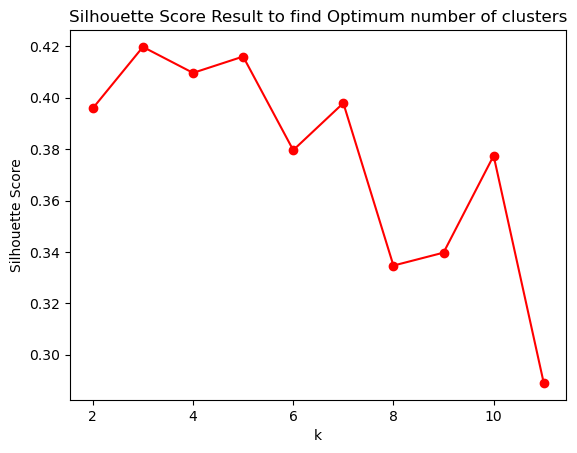 Silhouette Score Result to find Optimum number of clusters
0.42
0.40
0.38
0.36
0.34
0.32
0.30
Silhouette Score
2 4 6 8 10
k